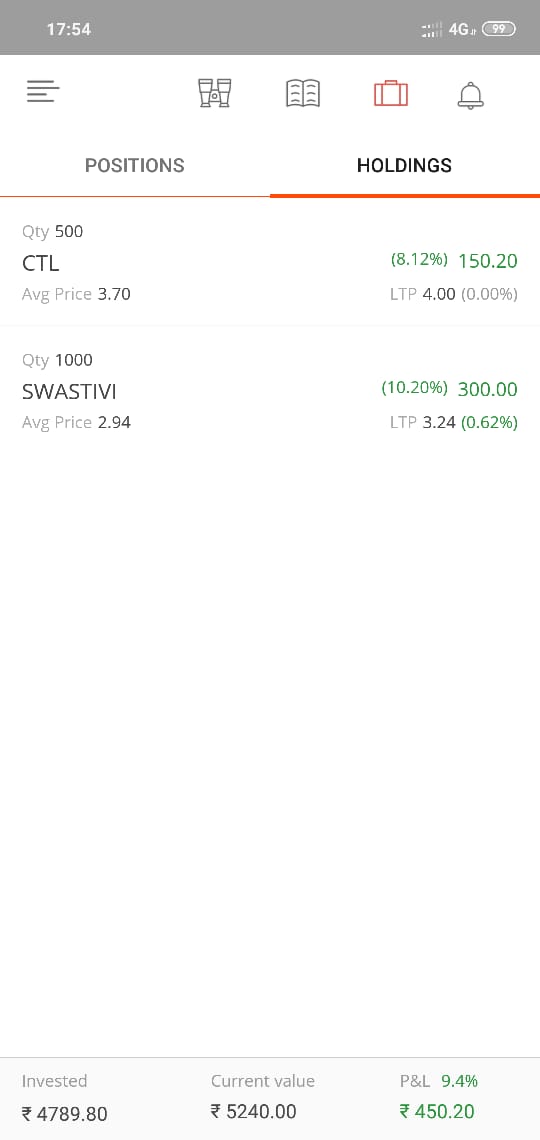 17:54 4G 99
POSITIONS HOLDINGS
Qty 500
CTL (8.12%) 150.20
Avg Price 3.70 LTP 4.00 (0.00%)
Qty 1000
SWASTIVI (10.20%) 300.00
Avg Price 2.94 LTP 3.24 (0.62%)
Invested Current value P&L 9.4%
₹ 4789.80 ₹ 5240.00 ₹ 450.20